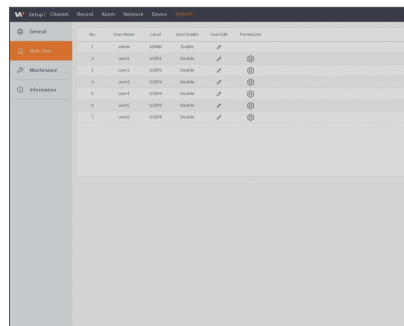 Setup| Channel Record Alarm Network Device System
General
Multi-User
Maintenance
Information
No. User Name Level User Enable User Edit Permission
1 admin ADMIN Enable
2 user1 USER1 Disable
3 user2 USER2 Disable
4 user3 USER3 Disable
5 user4 USER4 Disable
6 user5 USER5 Disable
7 user6 USER6 Disable